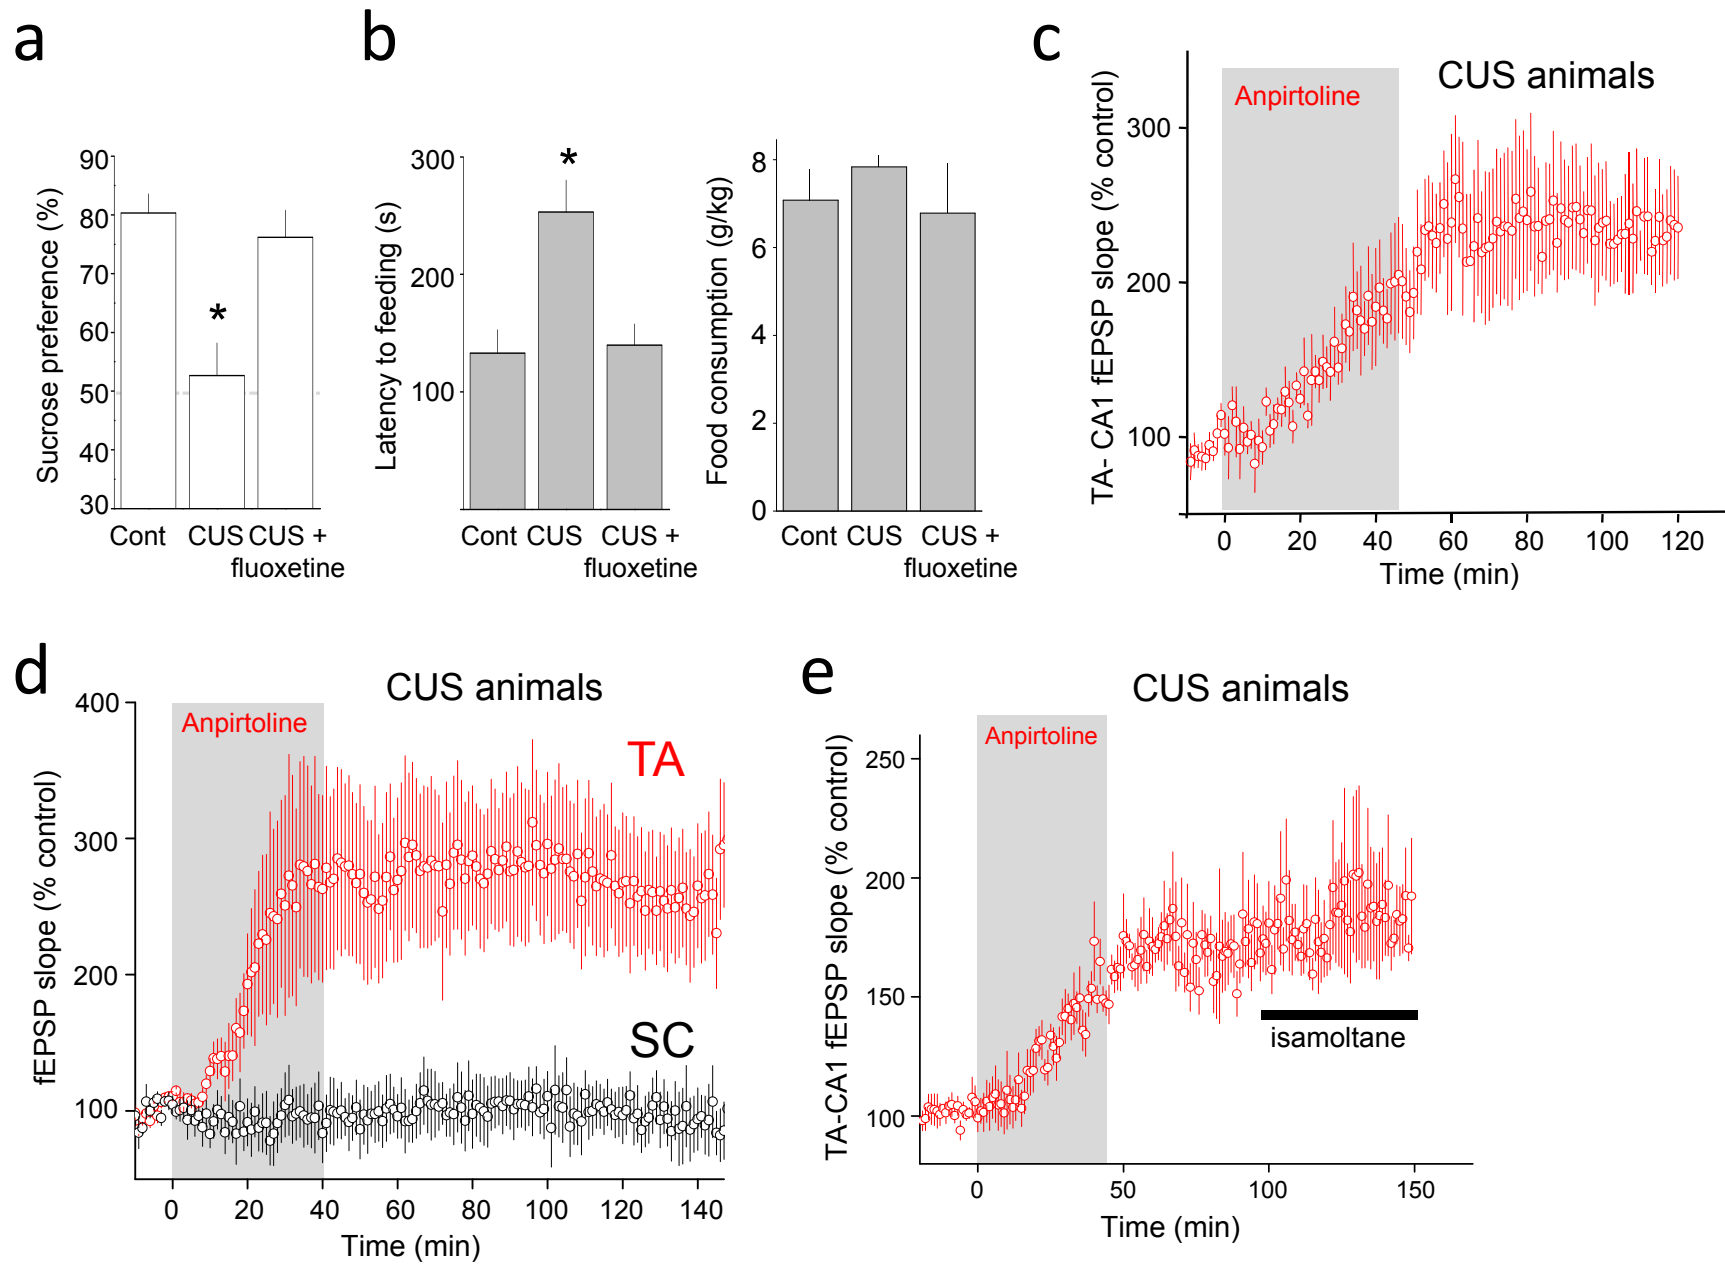 a
Sucrose preference (%)
90
80
70
60
50
40
30
*
Cont
CUS
CUS +
fluoxetine
b
Latency to feeding (s)
300
200
100
*
Cont
CUS
CUS +
fluoxetine
Food consumption (g/kg)
8
6
4
2
0
Cont
CUS
CUS +
fluoxetine
c
CUS animals
Anpirtoline
TA- CA1 fEPSP slope (% control)
300
200
100
0
20
40
60
80
100
120
Time (min)
d
CUS animals
Anpirtoline
TA
SC
fEPSP slope (% control)
400
300
200
100
0
20
40
60
80
100
120
140
Time (min)
e
CUS animals
Anpirtoline
TA-CA1 fEPSP slope (% control)
250
200
150
100
isamoltane
0
50
100
150
Time (min)